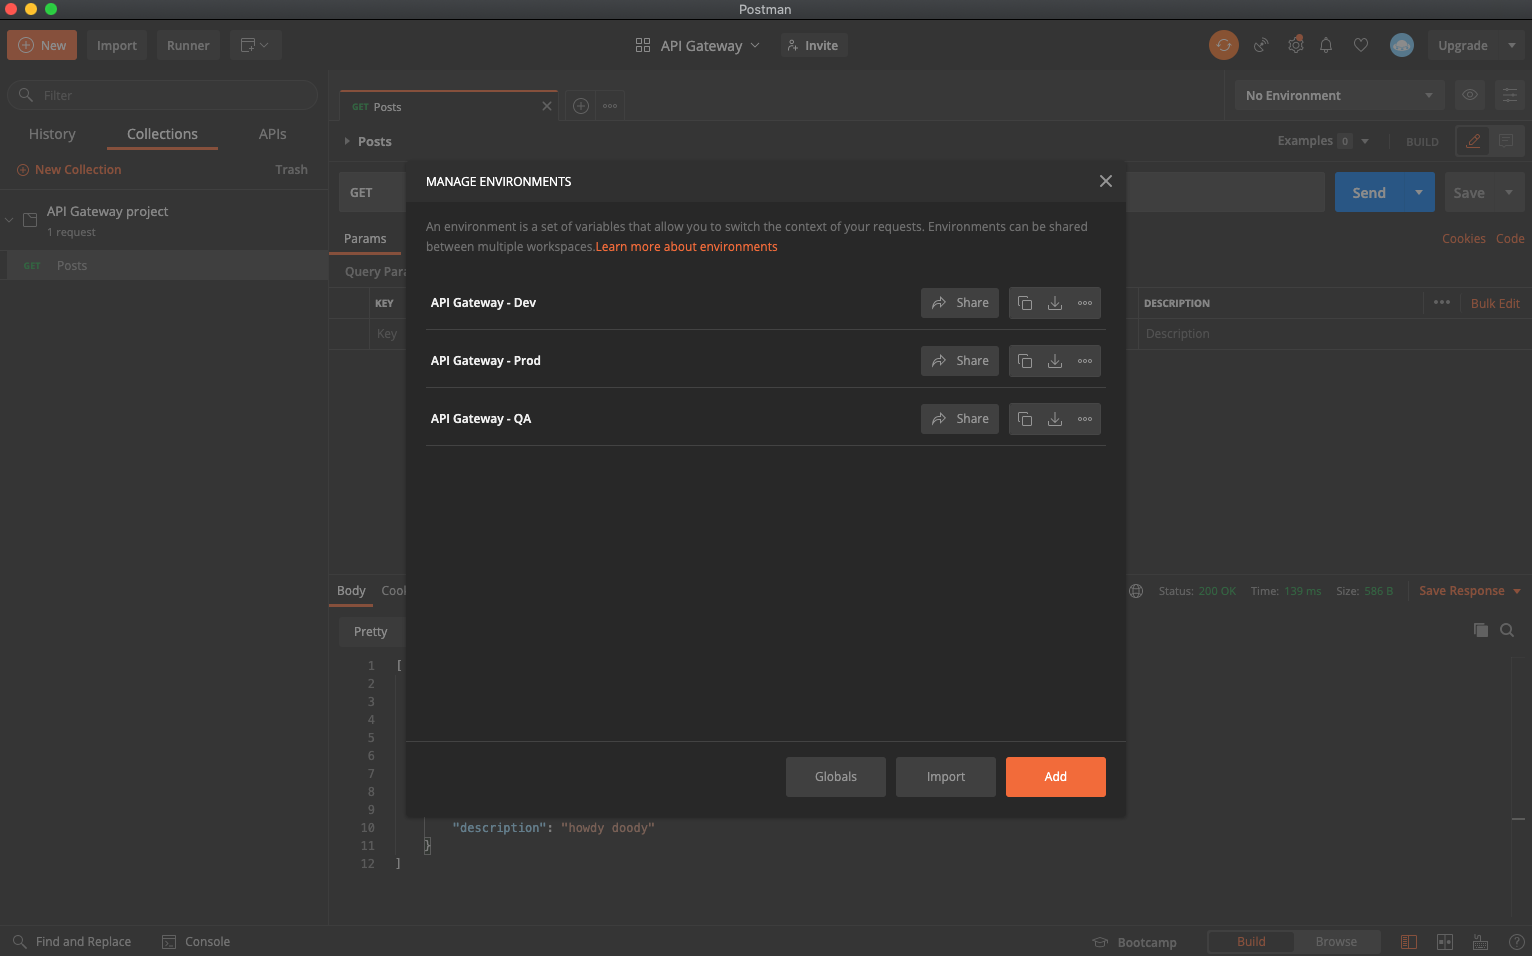 Postman
New Import Runner API Gateway Invite Upgrade
Filter
GET Posts No Environment
History Collections APIs
Posts Examples 0 BUILD
New Collection Trash
MANAGE ENVIRONMENTS
GET Send Save
API Gateway project
1 request
An environment is a set of variables that allow you to switch the context of your requests. Environments can be shared
between multiple workspaces.Learn more about environments
Params Cookies Code
GET Posts
Query
KEY API Gateway - Dev Share DESCRIPTION Bulk Edit
Key Description
API Gateway - Prod Share
API Gateway - QA Share
Body Status: 200 OK Time: 139 ms Size: 586 B Save Response
Pretty
1 [
2
3
4
5
6
7
8
9
Globals Import Add
10 "description": "howdy doody"
11 }
12 ]
Find and Replace Console Bootcamp Build Browse